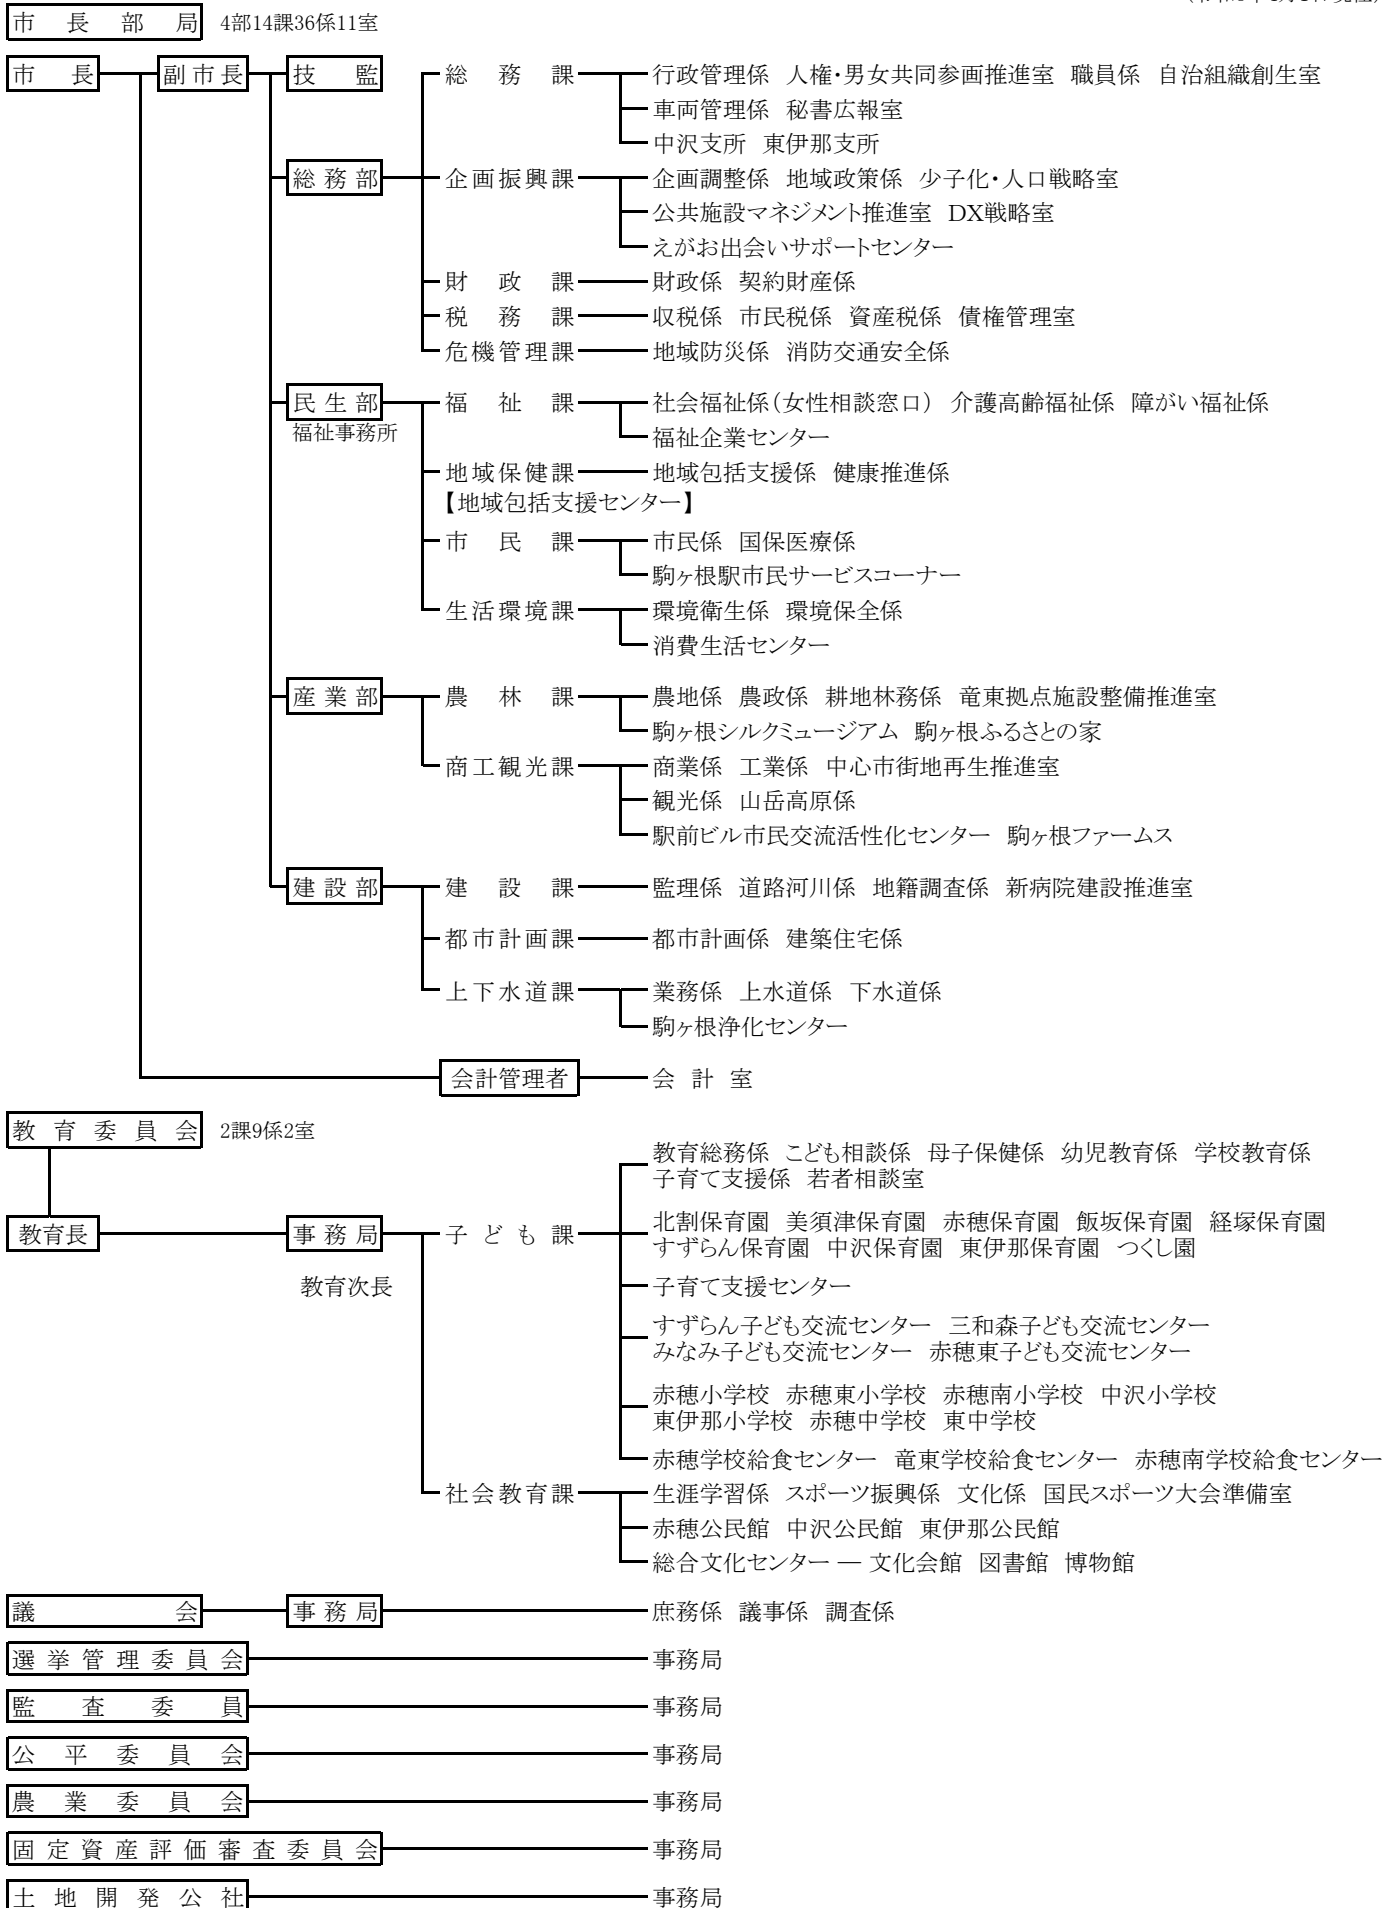 市長部局 4部14課36係11室
市長 副市長 技監 総務課 行政管理係 人権・男女共同参画推進室 職員係 自治組織創生室
車両管理係 秘書広報室
中沢支所 東伊那支所
総務部 企画振興課 企画調整係 地域政策係 少子化・人口戦略室
公共施設マネジメント推進室 DX戦略室
えがお出会いサポートセンター
財政課 財政係 契約財産係
税務課 収税係 市民税係 資産税係 債権管理室
危機管理課 地域防災係 消防交通安全係
民生部 福祉課 社会福祉係(女性相談窓口) 介護高齢福祉係 障がい福祉係
福祉事務所 福祉企業センター
地域保健課 地域包括支援係 健康推進係
【地域包括支援センター】
市民課 市民係 国保医療係
駒ヶ根駅市民サービスコーナー
生活環境課 環境衛生係 環境保全係
消費生活センター
産業部 農林課 農地係 農政係 耕地林務係 竜東拠点施設整備推進室
駒ヶ根シルクミュージアム 駒ヶ根ふるさとの家
商工観光課 商業係 工業係 中心市街地再生推進室
観光係 山岳高原係
駅前ビル市民交流活性化センター 駒ヶ根ファームス
建設部 建設課 監理係 道路河川係 地籍調査係 新病院建設推進室
都市計画課 都市計画係 建築住宅係
上下水道課 業務係 上水道係 下水道係
駒ヶ根浄化センター
会計管理者 会計室
教育委員会 2課9係2室
教育総務係 こども相談係 母子保健係 幼児教育係 学校教育係
子育て支援係 若者相談室
教育長 事務局 子ども課 北割保育園 美須津保育園 赤穂保育園 飯坂保育園 経塚保育園
すずらん保育園 中沢保育園 東伊那保育園 つくし園
教育次長 子育て支援センター
すずらん子ども交流センター 三和森子ども交流センター
みなみ子ども交流センター 赤穂東子ども交流センター
赤穂小学校 赤穂東小学校 赤穂南小学校 中沢小学校
東伊那小学校 赤穂中学校 東中学校
赤穂学校給食センター 竜東学校給食センター 赤穂南学校給食センター
社会教育課 生涯学習係 スポーツ振興係 文化係 国民スポーツ大会準備室
赤穂公民館 中沢公民館 東伊那公民館
総合文化センター ― 文化会館 図書館 博物館
議会 事務局 庶務係 議事係 調査係
選挙管理委員会 事務局
監査委員 事務局
公平委員会 事務局
農業委員会 事務局
固定資産評価審査委員会 事務局
土地開発公社 事務局